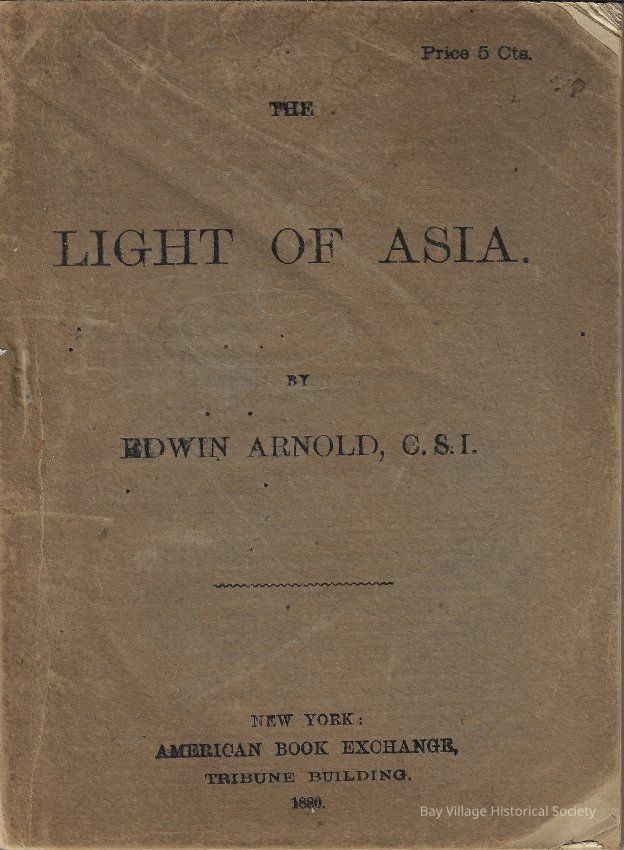 Price 5 Cts.
THE
LIGHT OF ASIA.
BY
EDWIN ARNOLD, C.S.I.
NEW YORK:
AMERICAN BOOK EXCHANGE,
TRIBUNE BUILDING.
1880.
Bay Village Historical Society